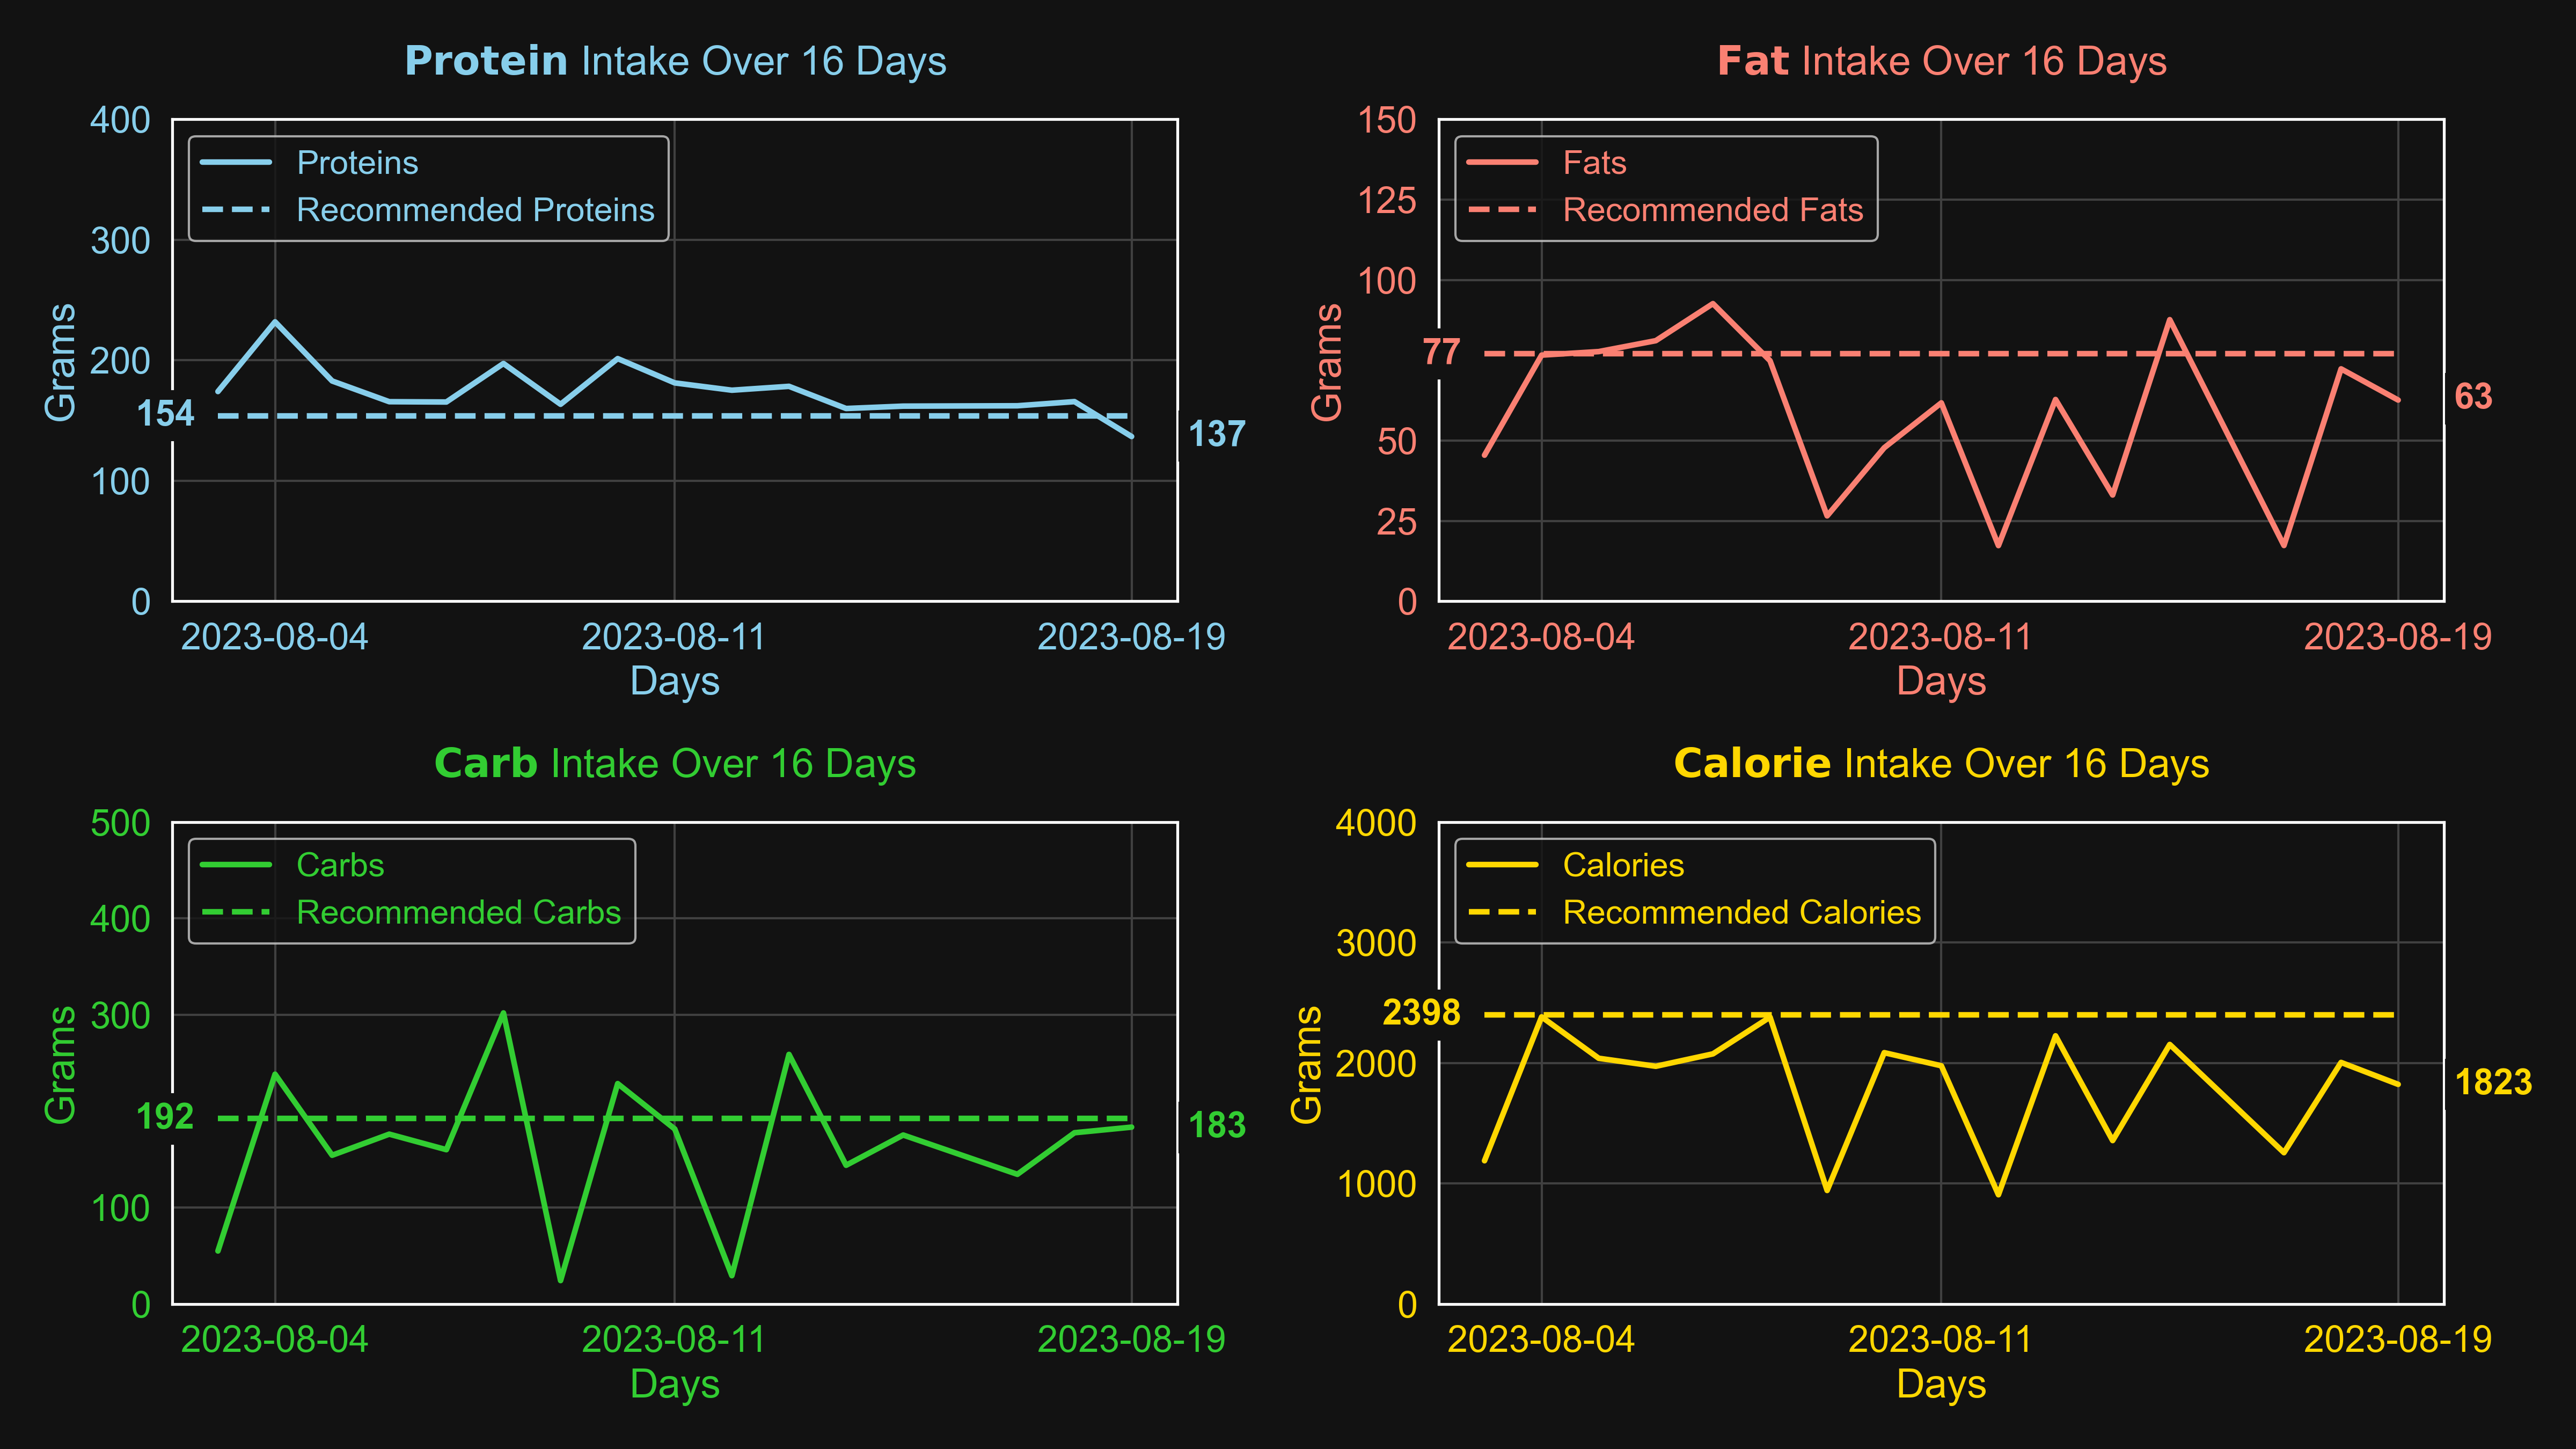 Protein Intake Over 16 Days
400
300
200
100
0
154
137
Grams
Proteins
Recommended Proteins
2023-08-04
2023-08-11
2023-08-19
Days
Fat Intake Over 16 Days
150
125
100
77
50
25
0
63
Grams
Fats
Recommended Fats
2023-08-04
2023-08-11
2023-08-19
Days
Carb Intake Over 16 Days
500
400
300
192
100
0
183
Grams
Carbs
Recommended Carbs
2023-08-04
2023-08-11
2023-08-19
Days
Calorie Intake Over 16 Days
4000
3000
2398
2000
1000
0
1823
Grams
Calories
Recommended Calories
2023-08-04
2023-08-11
2023-08-19
Days